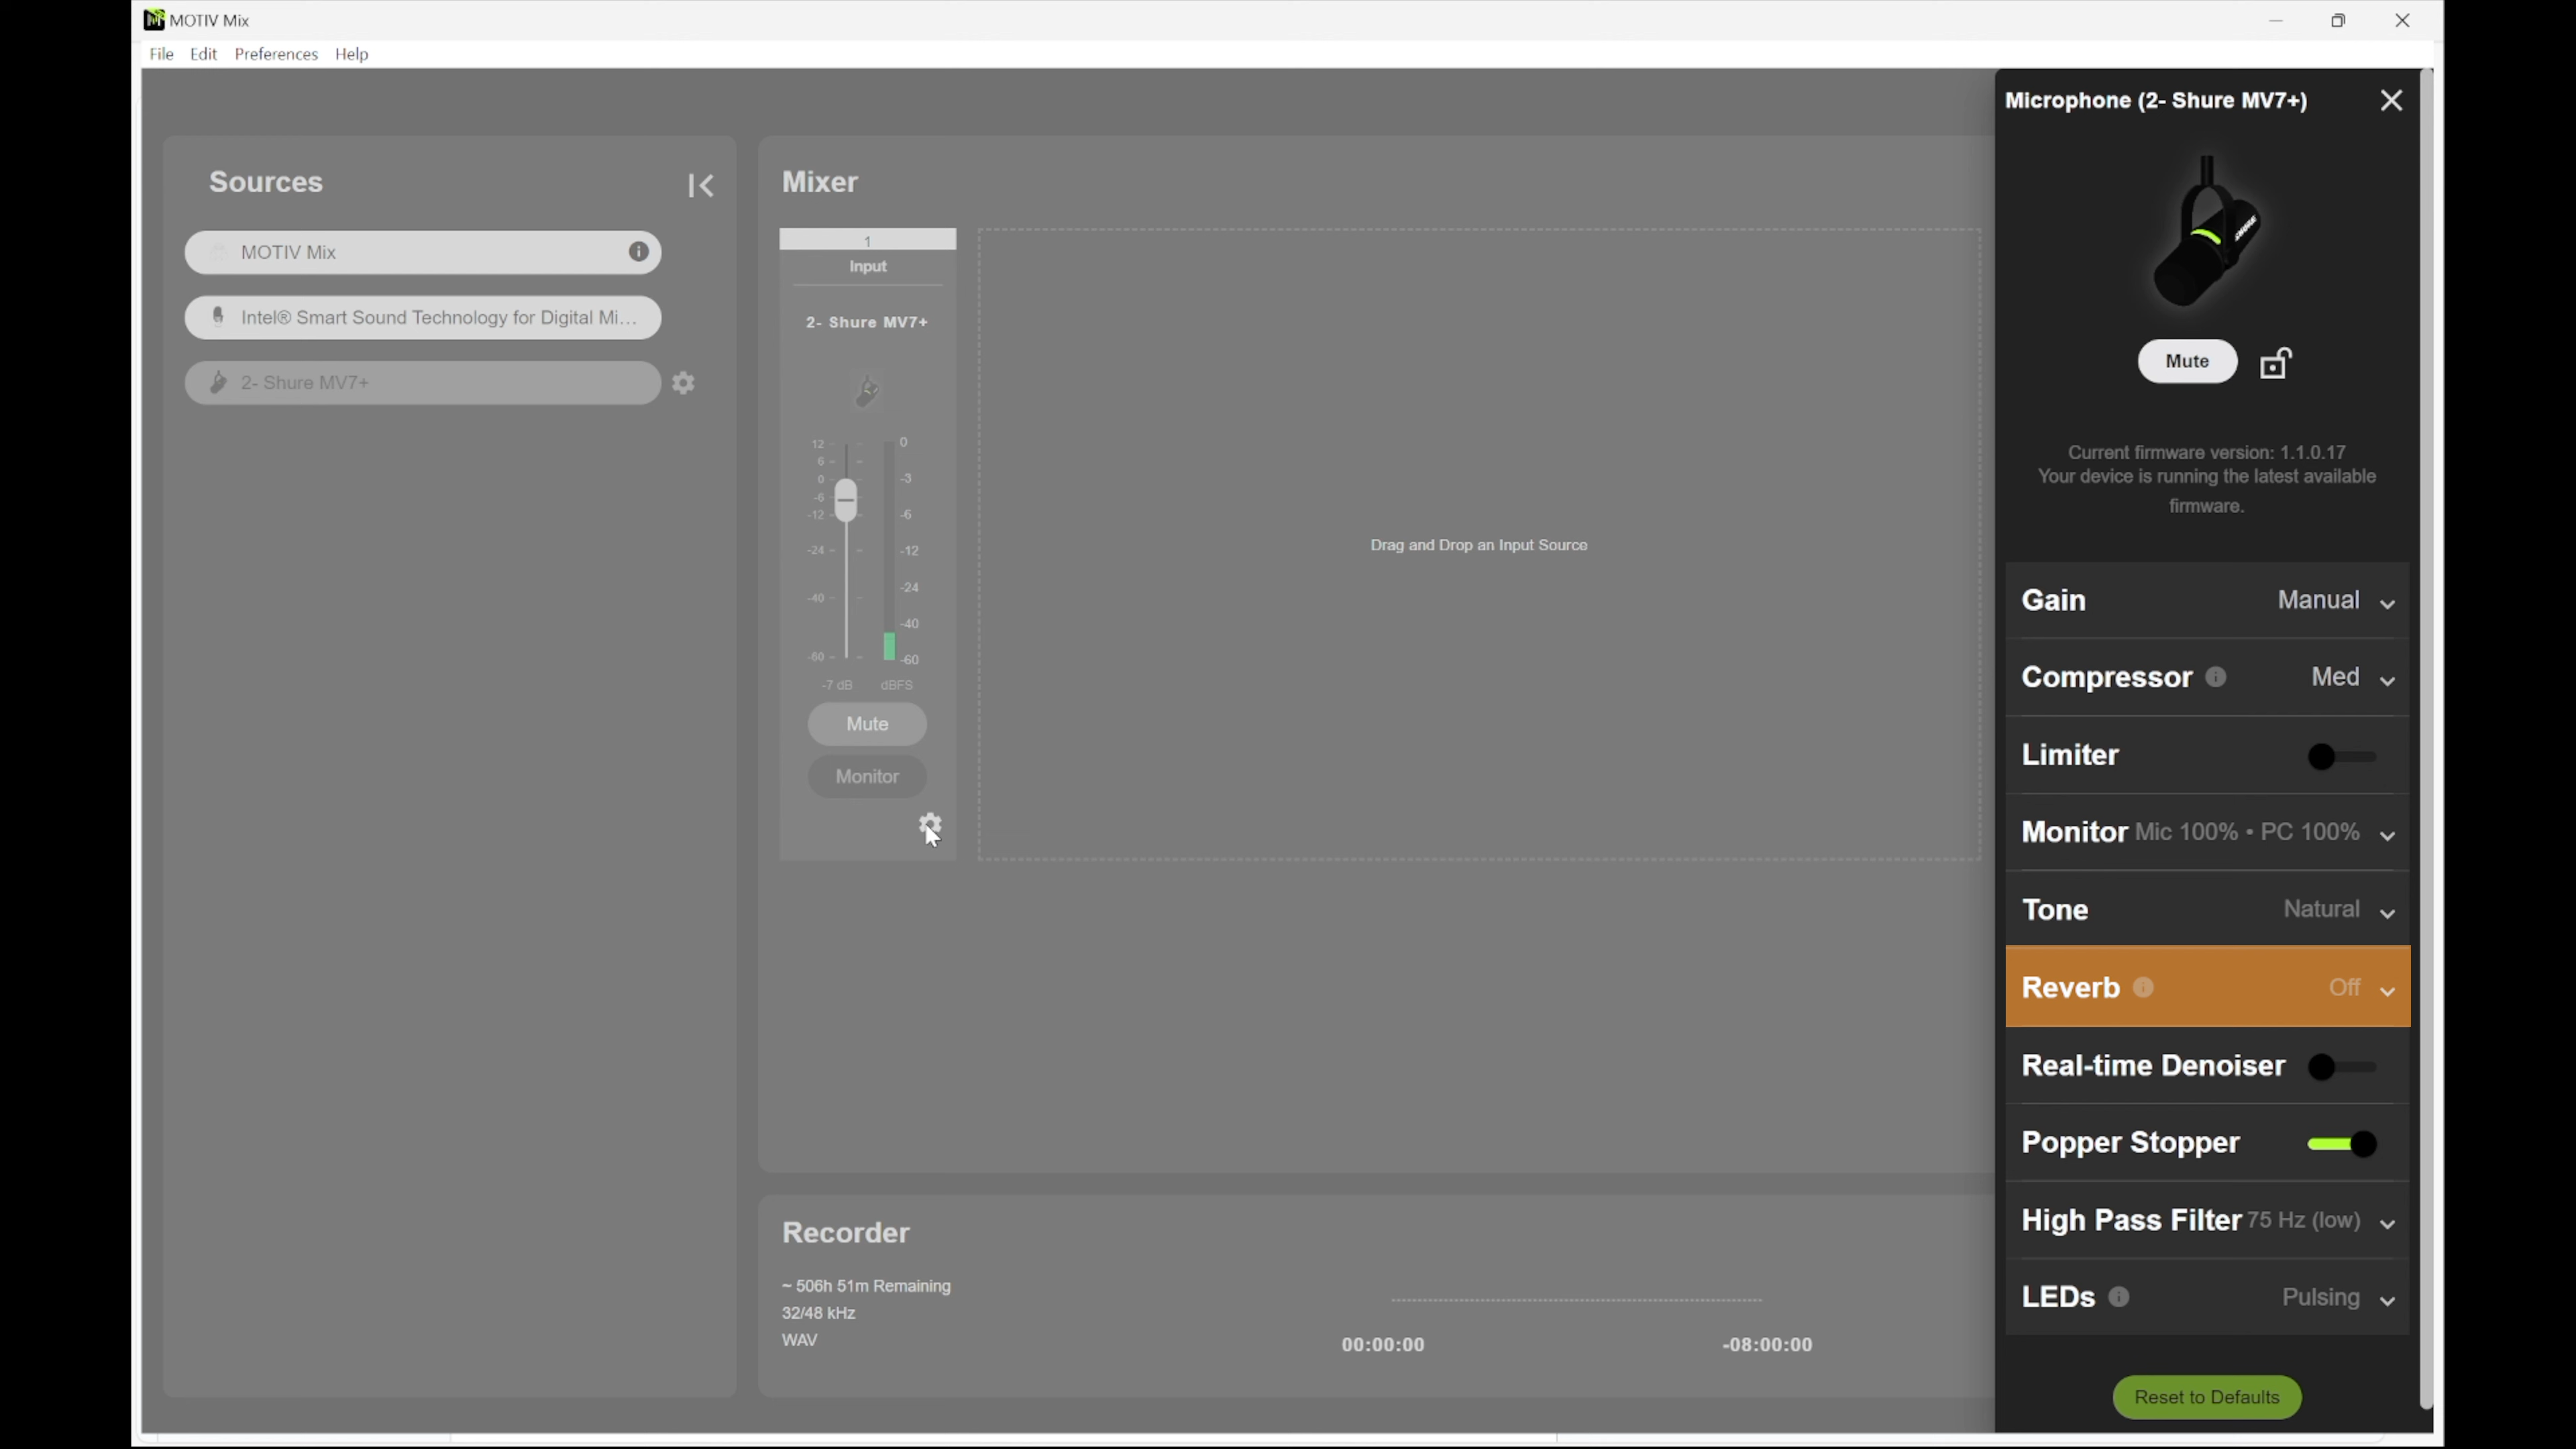 MOTIV Mix
File Edit Preferences Help
Sources
MOTIV Mix
Intel® Smart Sound Technology for Digital Mi...
2- Shure MV7+
Mixer
1
Input
2- Shure MV7+
12
6
0
-6
-12
-24
-40
-60
0
-3
-6
-12
-24
-40
-60
-7 dB dBFS
Mute
Monitor
Drag and Drop an Input Source
Recorder
~ 506h 51m Remaining
32/48 kHz
WAV
00:00:00 -08:00:00
Microphone (2- Shure MV7+)
SHURE
Mute
Current firmware version: 1.1.0.17
Your device is running the latest available
firmware.
Gain Manual
Compressor Med
Limiter
Monitor Mic 100% • PC 100%
Tone Natural
Reverb Off
Real-time Denoiser
Popper Stopper
High Pass Filter 75 Hz (low)
LEDs Pulsing
Reset to Defaults